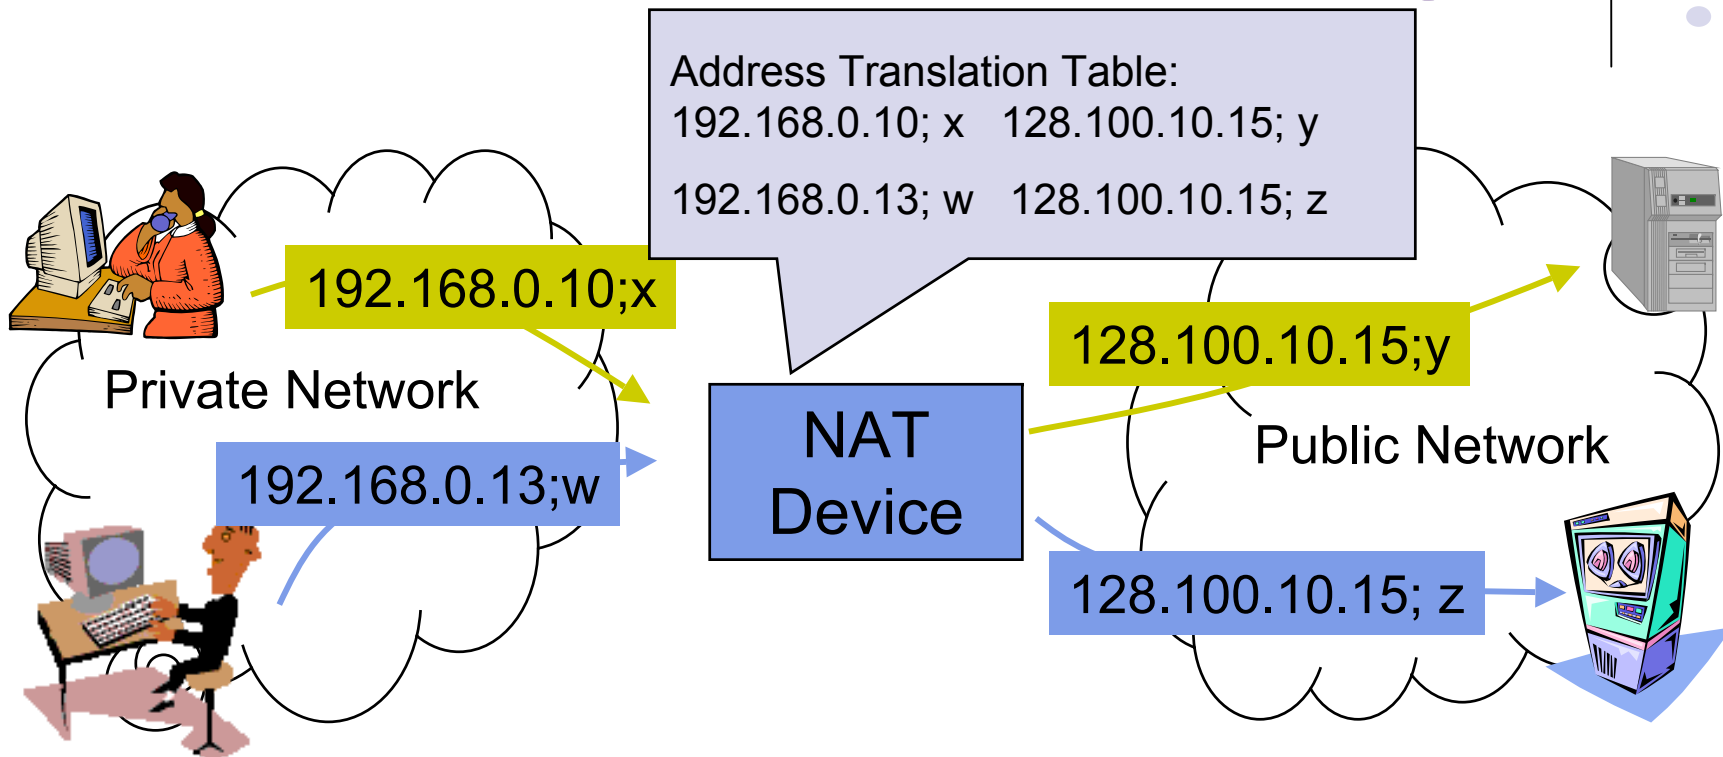 Address Translation Table:
192.168.0.10; x 128.100.10.15; y
192.168.0.13; w 128.100.10.15; z
192.168.0.10;x
128.100.10.15;y
Private Network
NAT
Device
Public Network
192.168.0.13;w
128.100.10.15; z